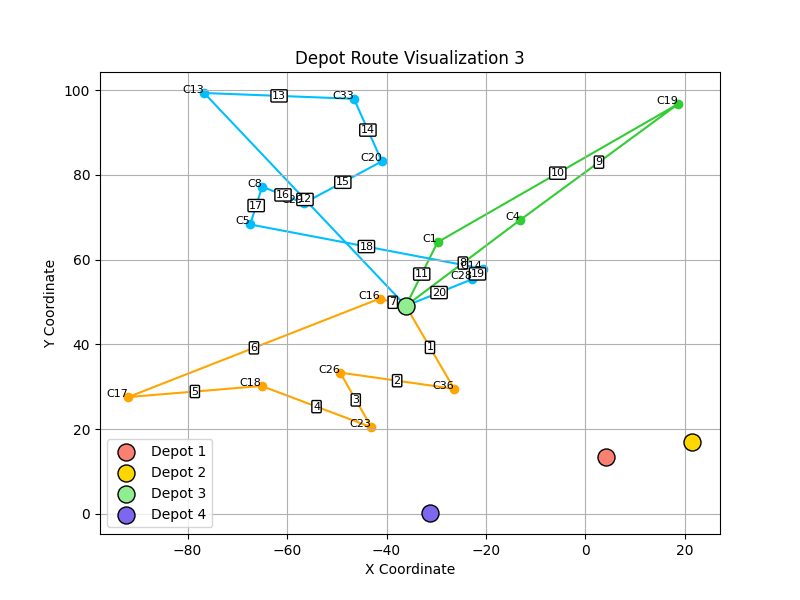 Depot Route Visualization 3
Y Coordinate
100
80
60
40
20
0
C13
13
C33
C19
14
C20
9
10
15
C8
16
12
17
C4
C5
C1
18
8
C14
11
19
C28
20
C16
7
1
6
C26
2
C18
C36
C17
5
3
4
C23
Depot 1
Depot 2
Depot 3
Depot 4
−80
−60
−40
−20
0
20
X Coordinate